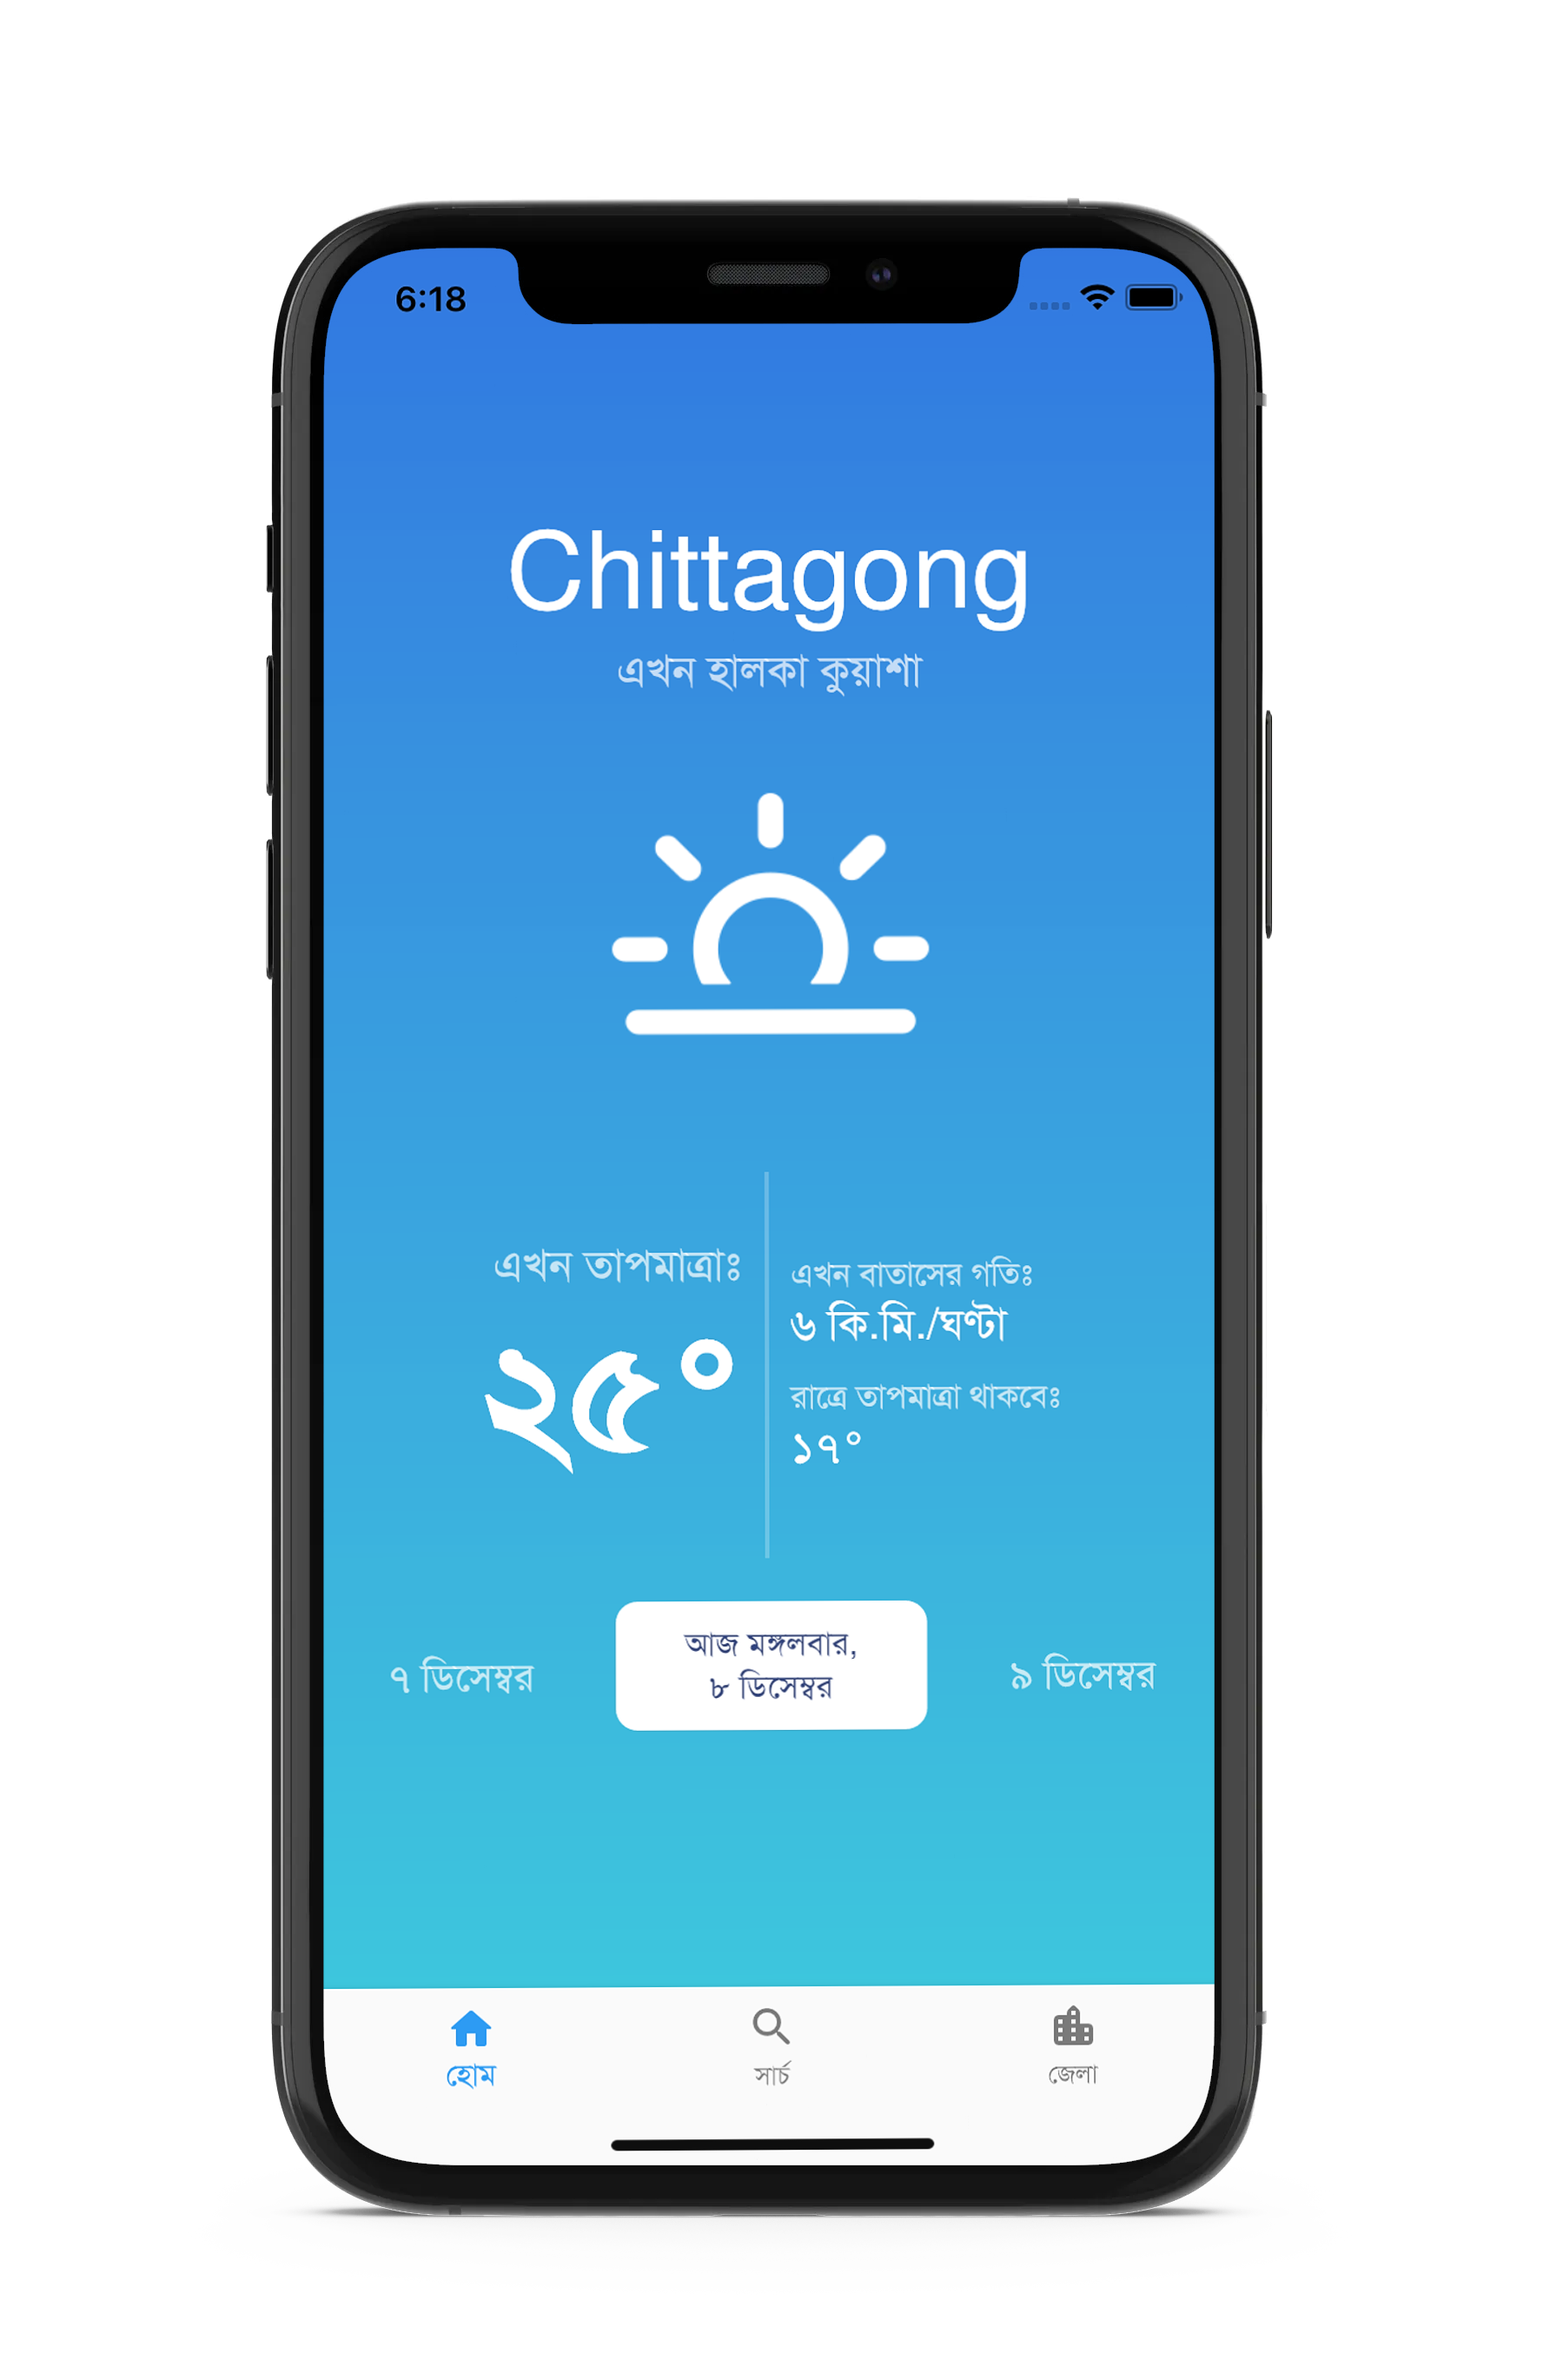 6:18
Chittagong
এখন হালকা কুয়াশা
এখন তাপমাত্রাঃ
২৫°
এখন বাতাসের গতিঃ
৬ কি.মি./ঘণ্টা
রাত্রে তাপমাত্রা থাকবেঃ
১৭°
৭ ডিসেম্বর
আজ মঙ্গলবার,
৮ ডিসেম্বর
৯ ডিসেম্বর
হোম
সার্চ
জেলা